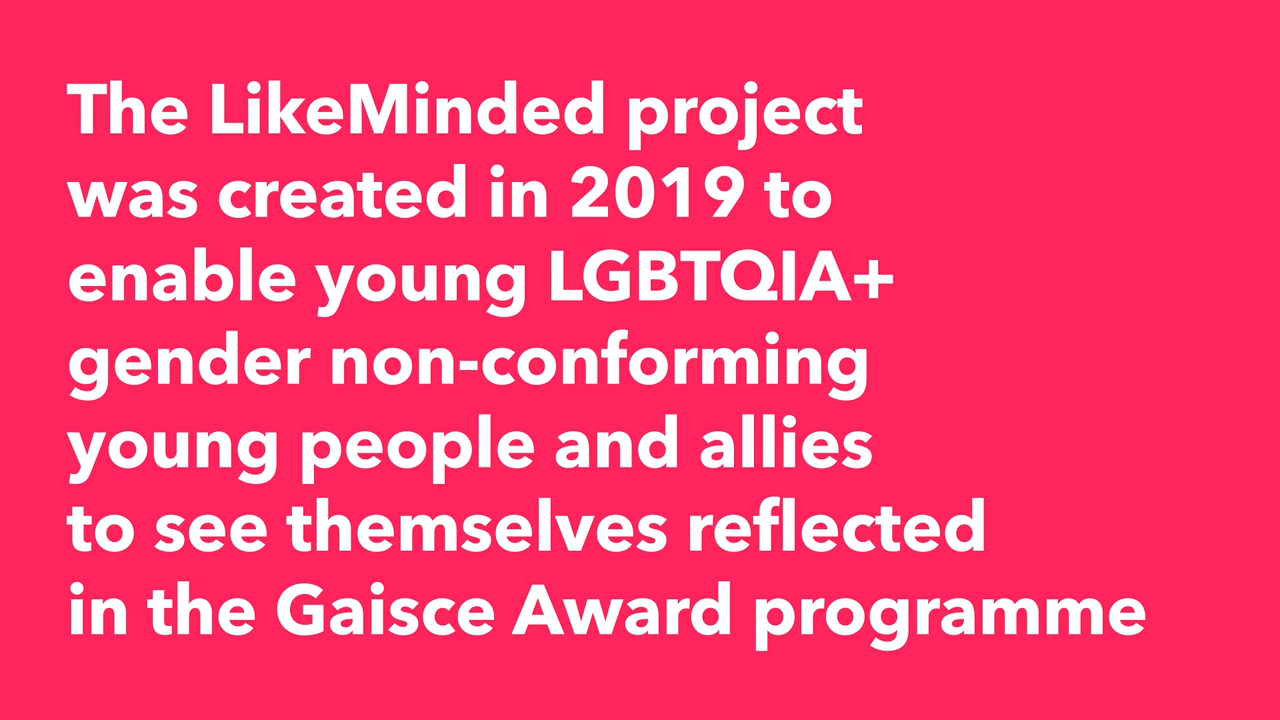 The LikeMinded project
was created in 2019 to
enable young LGBTQIA+
gender non-conforming
young people and allies
to see themselves reflected
in the Gaisce Award programme